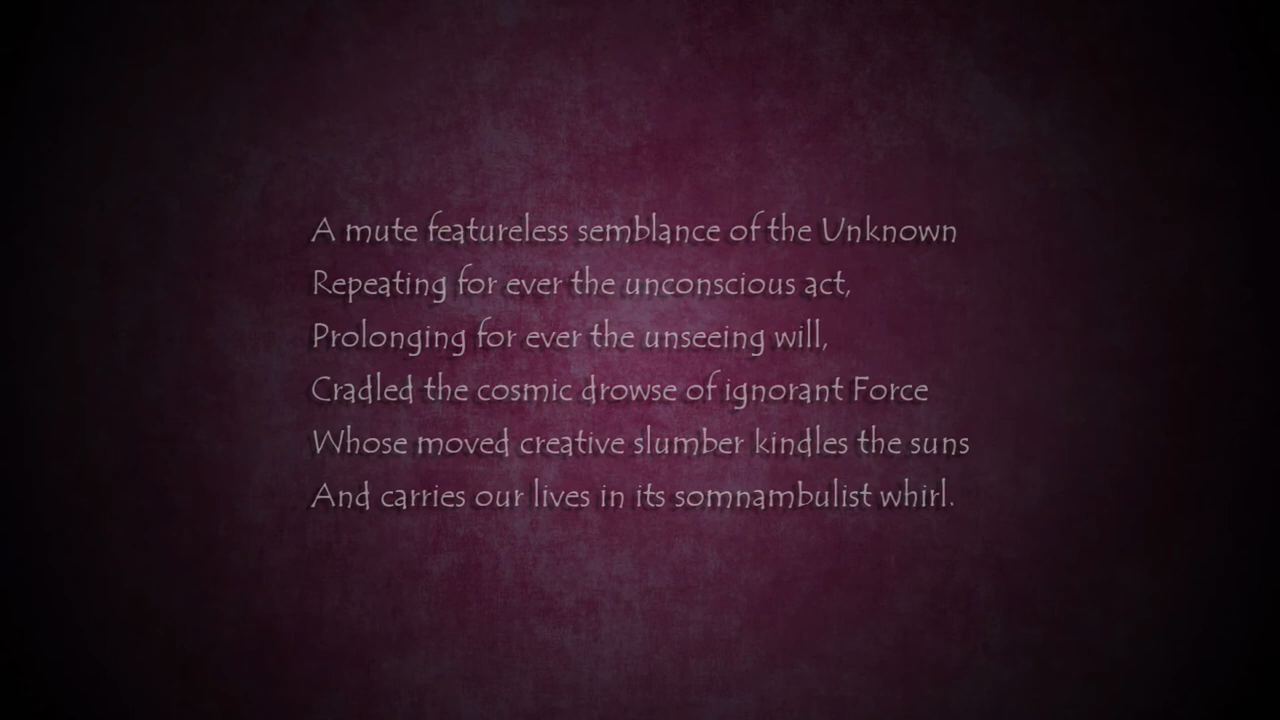 A mute featureless semblance of the Unknown
Repeating for ever the unconscious act,
Prolonging for ever the unseeing will,
Cradled the cosmic drowse of ignorant Force
Whose moved creative slumber kindles the suns
And carries our lives in its somnambulist whirl.